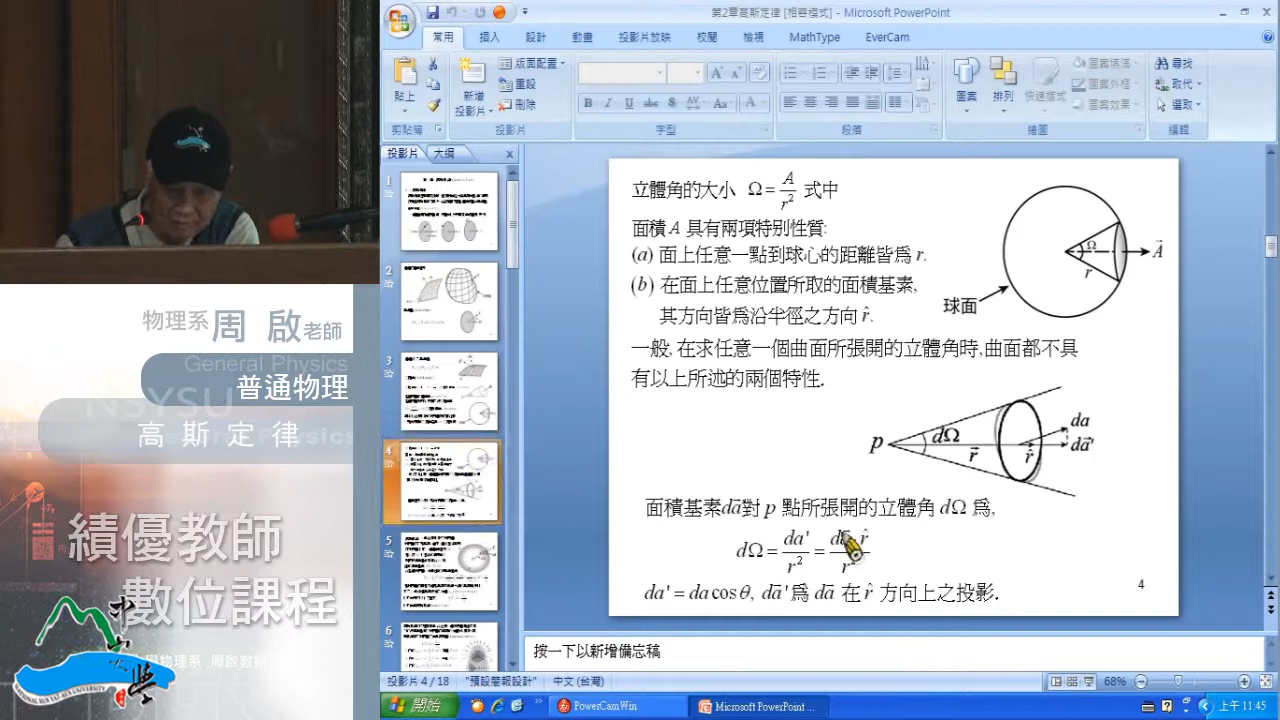 第2章高斯定律 [相容模式] - Microsoft PowerPoint
常用 插入 設計 動畫 投影片放映 校閱 檢視 MathType EverCam
貼上
新增
投影片
版面配置
重設
刪除
圖案 排列 快速樣式
圖案填滿
圖案外框
圖案效果
尋找
取代
選取
剪貼簿 投影片 字型 段落 繪圖 編輯
投影片 大綱
1
2
3
4
5
6
立體角的大小 Ω = A/r² 式中
面積 A 具有兩項特別性質:
(a) 面上任意一點到球心的距離皆為 r.
(b) 在面上任意位置所取的面積基素,
其方向皆為沿半徑之方向 r̂.
Ω
r
A⃗
球面
一般, 在求任意一個曲面所張開的立體角時,曲面都不具
有以上所述的兩個特性.
p
dΩ
r⃗
r̂
da⃗
da⃗'
面積基素da⃗對 p 點所張開的立體角 dΩ 為,
dΩ = da'/r² =
da' = da cosθ, da⃗' 為 da⃗ 在 r̂ 方向上之投影.
按一下以新增備忘稿
投影片 4 / 18 "預設簡報設計" 中文 (台灣) 68%
開始 PowerCamWin Microsoft PowerPoint ... 上午 11:45
物理系 周 啟 老師
General Physics
普通物理
高斯定律
績優教師
數位課程
中山大學